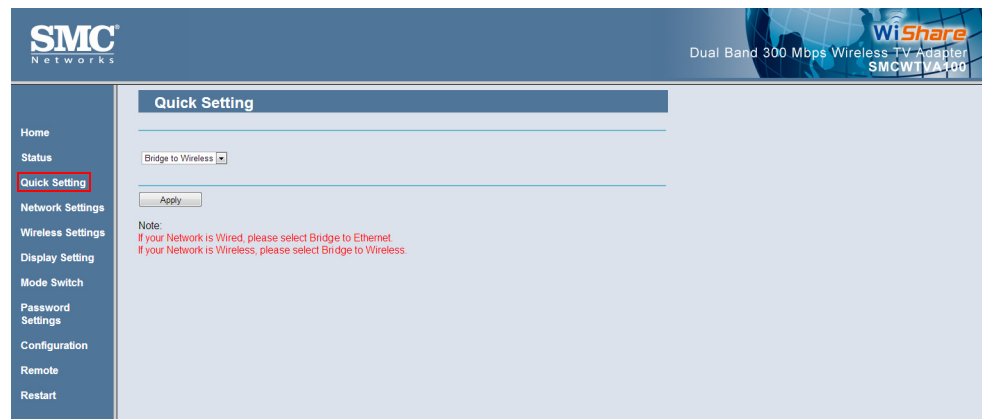 SMC®
Networks
WiShare
Dual Band 300 Mbps Wireless TV Adapter
SMCWTVA100
Home
Status
Quick Setting
Network Settings
Wireless Settings
Display Setting
Mode Switch
Password
Settings
Configuration
Remote
Restart
Quick Setting
Bridge to Wireless
Apply
Note:
If your Network is Wired, please select Bridge to Ethernet.
If your Network is Wireless, please select Bridge to Wireless.